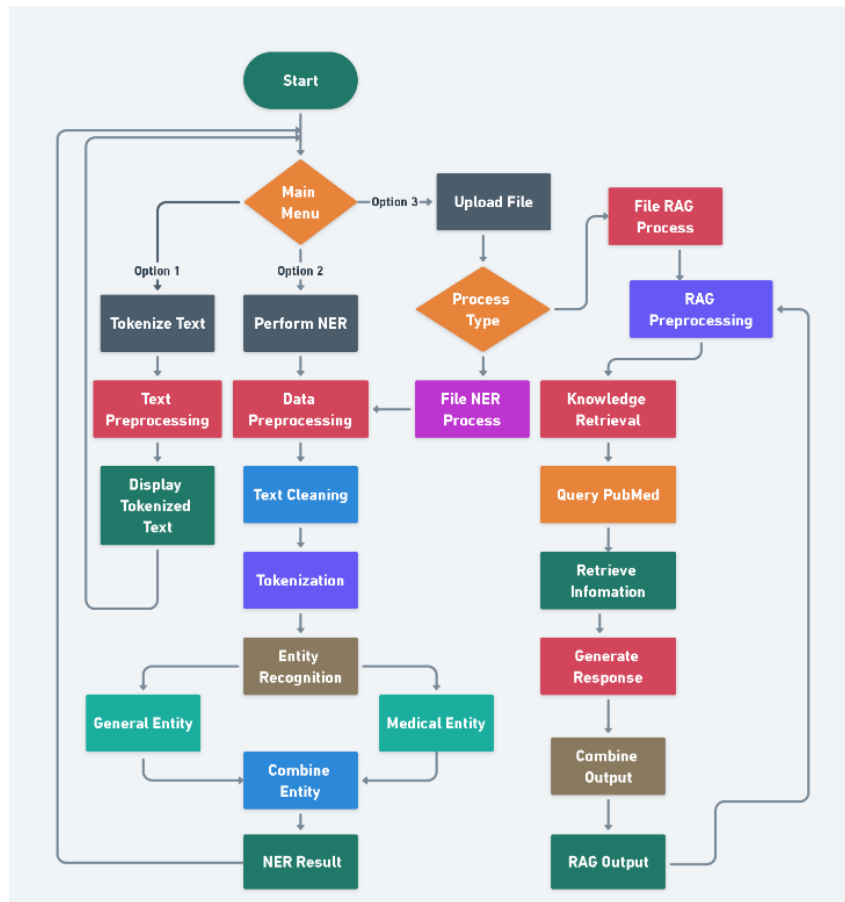 Start
Main
Menu
Option 3
Upload File
File RAG
Process
Option 1
Option 2
Process
Type
RAG
Preprocessing
Tokenize Text
Perform NER
Text
Preprocessing
Data
Preprocessing
File NER
Process
Knowledge
Retrieval
Display
Tokenized
Text
Text Cleaning
Query PubMed
Tokenization
Retrieve
Infomation
Entity
Recognition
Generate
Response
General Entity
Medical Entity
Combine
Entity
Combine
Output
NER Result
RAG Output